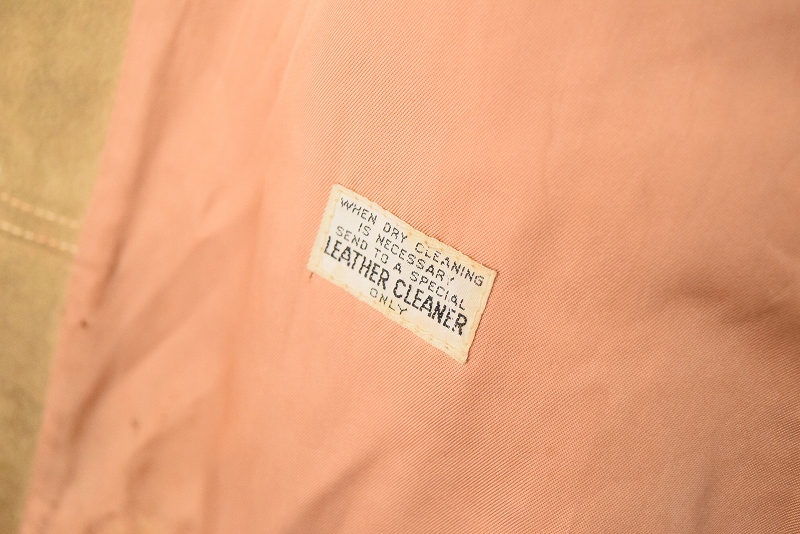 WHEN DRY CLEANING
IS NECESSARY
SEND TO A SPECIAL
LEATHER CLEANER
ONLY